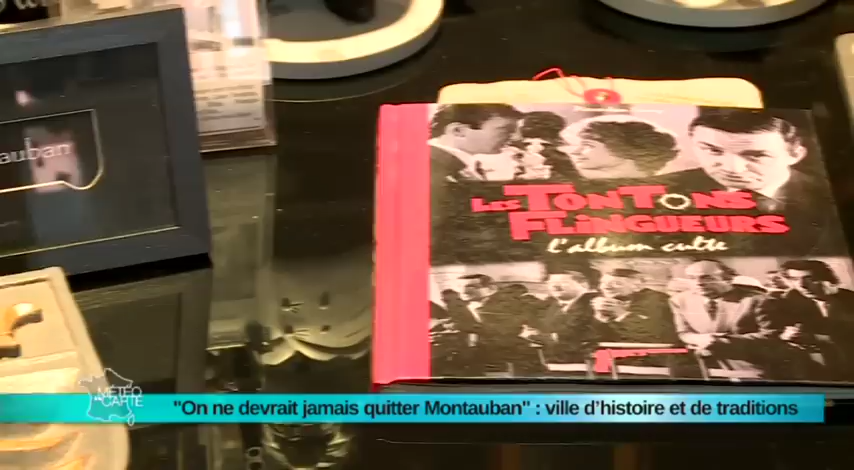 auban
LES TONTONS
FLINGUEURS
l'album culte
MÉTÉO
À LA
CARTE
"On ne devrait jamais quitter Montauban" : ville d'histoire et de traditions